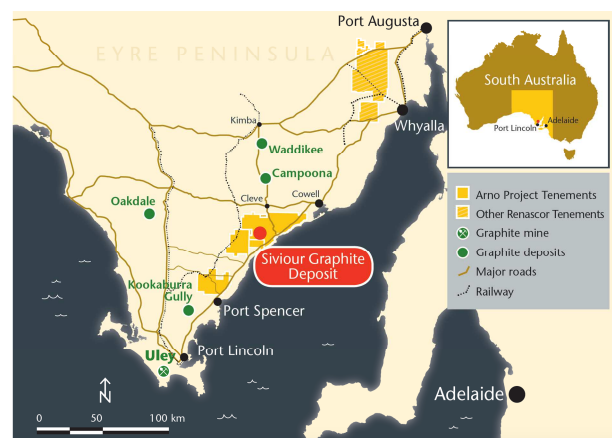 Port Augusta
EYRE PENINSULA
Kimba
Whyalla
Waddikee
Campoona
Oakdale
Cleve
Cowell
Siviour Graphite
Deposit
Kookaburra
Gully
Port Spencer
Uley
Port Lincoln
N
Adelaide
0 50 100 km
South Australia
Adelaide
Port Lincoln
Arno Project Tenements
Other Renascor Tenements
Graphite mine
Graphite deposits
Major roads
Railway